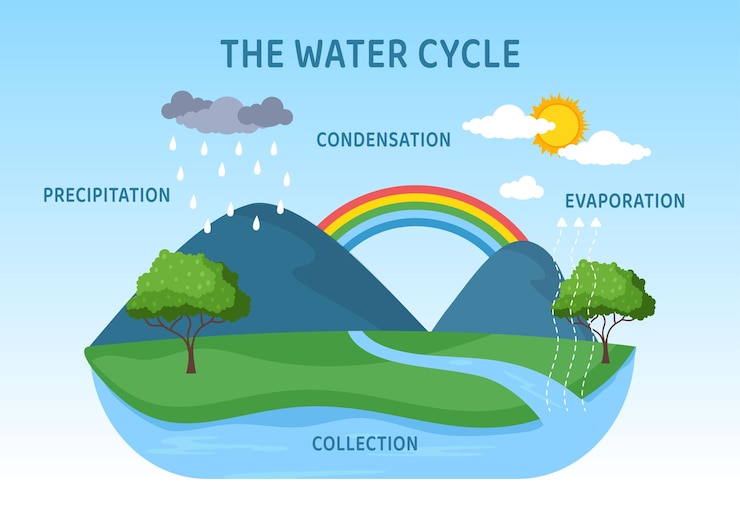 THE WATER CYCLE
CONDENSATION
PRECIPITATION
EVAPORATION
COLLECTION